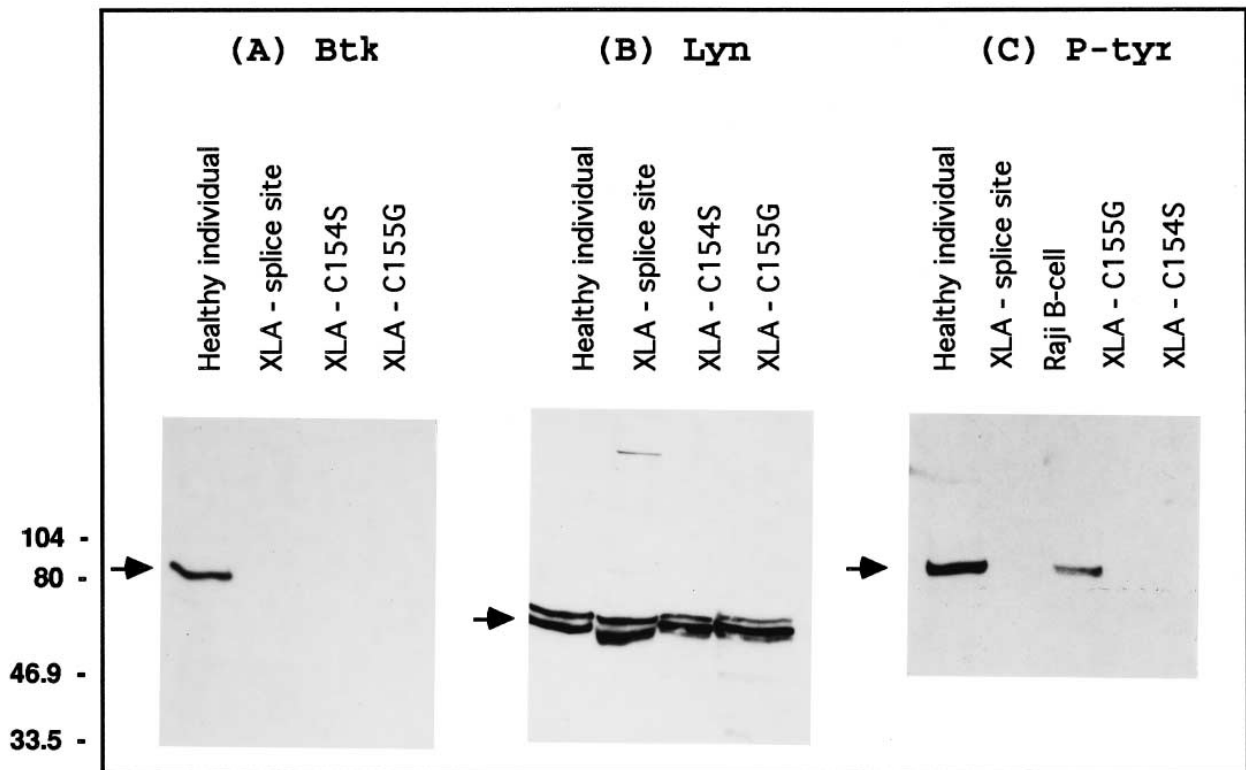 (A) Btk
(B) Lyn
(C) P-tyr
Healthy individual
XLA - splice site
XLA - C154S
XLA - C155G
Healthy individual
XLA - splice site
XLA - C154S
XLA - C155G
Healthy individual
XLA - splice site
Raji B-cell
XLA - C155G
XLA - C154S
104 -
80 -
46.9 -
33.5 -